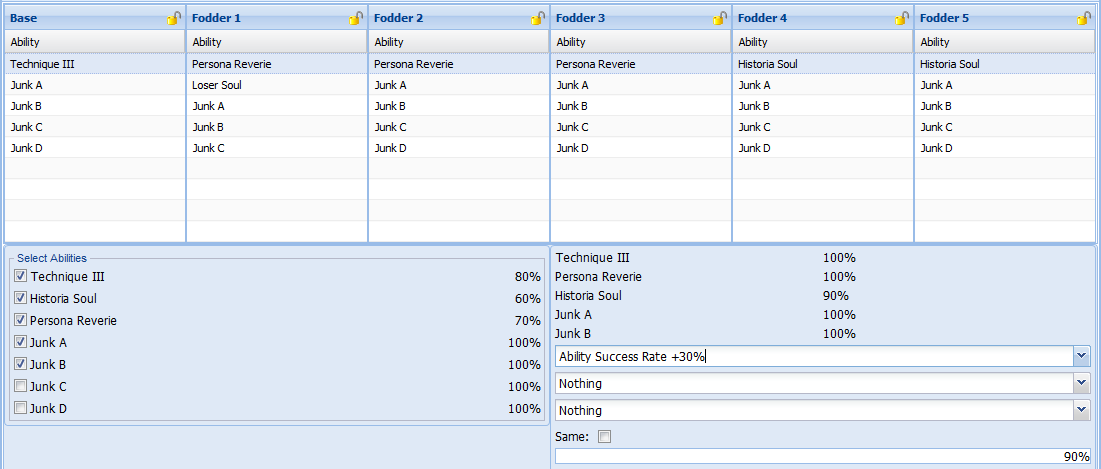 Base Fodder 1 Fodder 2 Fodder 3 Fodder 4 Fodder 5
Ability Ability Ability Ability Ability Ability
Technique III Persona Reverie Persona Reverie Persona Reverie Historia Soul Historia Soul
Junk A Loser Soul Junk A Junk A Junk A Junk A
Junk B Junk A Junk B Junk B Junk B Junk B
Junk C Junk B Junk C Junk C Junk C Junk C
Junk D Junk C Junk D Junk D Junk D Junk D
Select Abilities
Technique III 80%
Historia Soul 60%
Persona Reverie 70%
Junk A 100%
Junk B 100%
Junk C 100%
Junk D 100%
Technique III 100%
Persona Reverie 100%
Historia Soul 90%
Junk A 100%
Junk B 100%
Ability Success Rate +30%
Nothing
Nothing
Same:
90%